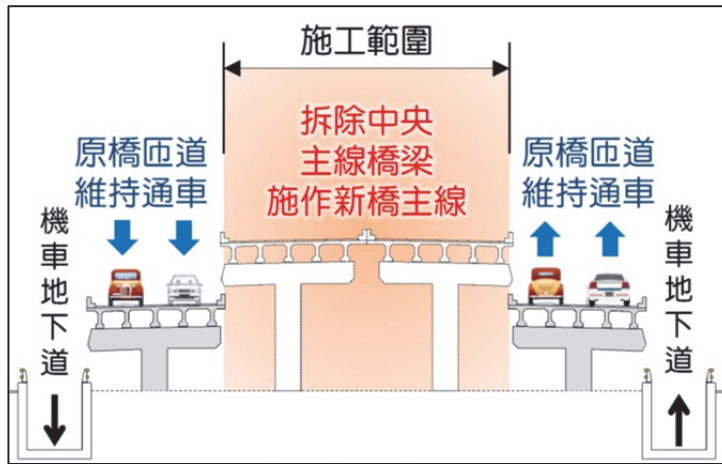 施工範圍
拆除中央
主線橋梁
施作新橋主線
原橋匝道
維持通車
原橋匝道
維持通車
機車地下道
機車地下道